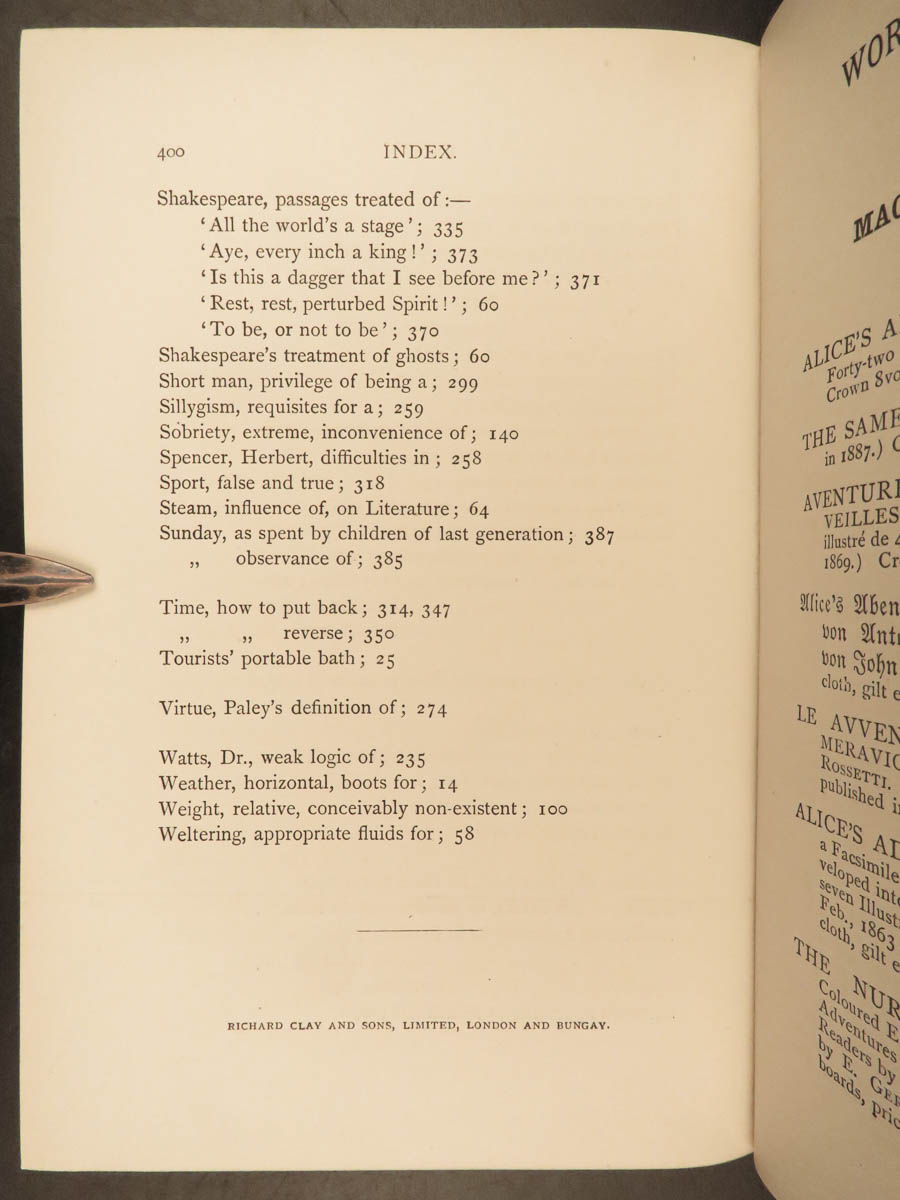 400 INDEX.
Shakespeare, passages treated of :—
‘All the world's a stage’; 335
‘Aye, every inch a king!’; 373
‘Is this a dagger that I see before me?’; 371
‘Rest, rest, perturbed Spirit!’; 60
‘To be, or not to be’; 370
Shakespeare's treatment of ghosts; 60
Short man, privilege of being a; 299
Sillygism, requisites for a; 259
Sobriety, extreme, inconvenience of; 140
Spencer, Herbert, difficulties in; 258
Sport, false and true; 318
Steam, influence of, on Literature; 64
Sunday, as spent by children of last generation; 387
„ observance of; 385
Time, how to put back; 314, 347
„ „ reverse; 350
Tourists' portable bath; 25
Virtue, Paley's definition of; 274
Watts, Dr., weak logic of; 235
Weather, horizontal, boots for; 14
Weight, relative, conceivably non-existent; 100
Weltering, appropriate fluids for; 58
RICHARD CLAY AND SONS, LIMITED, LONDON AND BUNGAY.
WOR
MAC
ALICE'S A
Forty-two
Crown 8vo
THE SAME
in 1887.) C
AVENTURE
VEILLES
illustré de 4
1869.) Cr
Alice's Aben
von Anto
von John
cloth, gilt e
LE AVVEN
MERAVIG
ROSSETTI.
published i
ALICE'S AD
a Facsimile
veloped into
seven Illust
Feb., 1863
cloth, gilt e
THE NUR
Coloured E
Adventures
Readers by
by E. GER
boards, pric